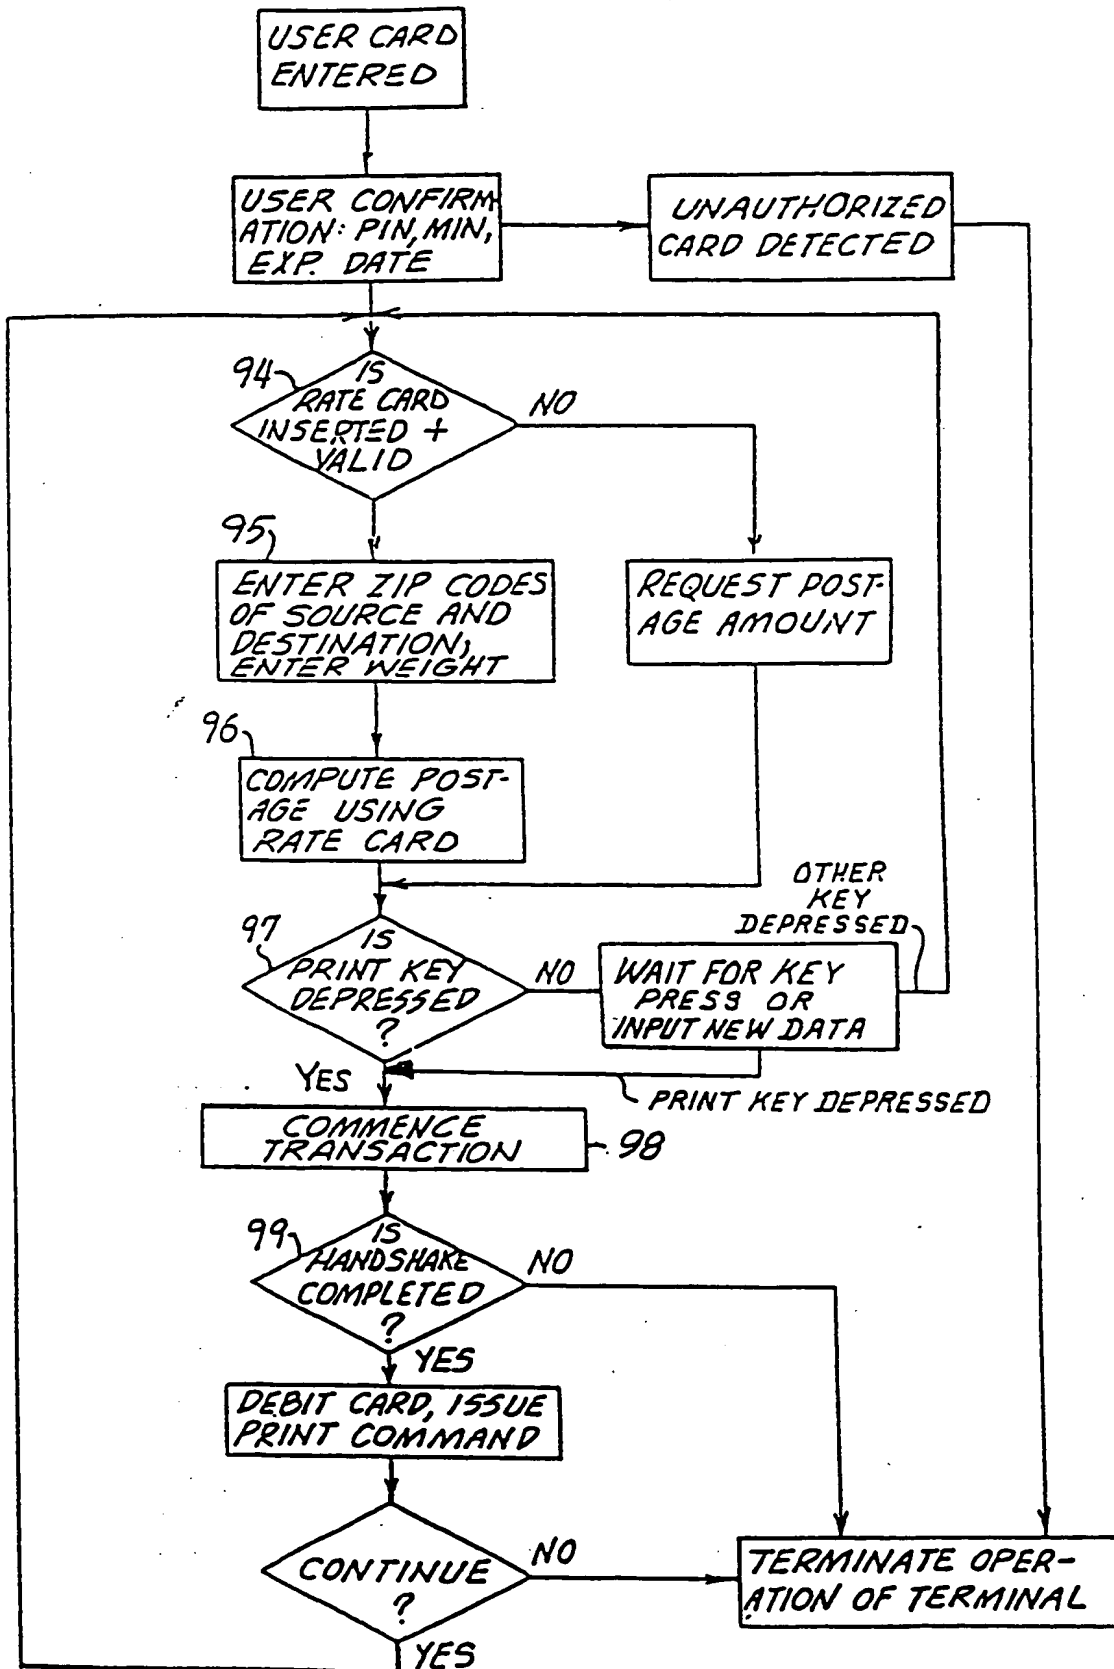 USER CARD
ENTERED
USER CONFIRM-
ATION: PIN, MIN,
EXP. DATE
UNAUTHORIZED
CARD DETECTED
94
IS
RATE CARD
INSERTED +
VALID
NO
95
ENTER ZIP CODES
OF SOURCE AND
DESTINATION;
ENTER WEIGHT
REQUEST POST-
AGE AMOUNT
96
COMPUTE POST-
AGE USING
RATE CARD
OTHER
KEY
DEPRESSED
97
IS
PRINT KEY
DEPRESSED
?
NO
WAIT FOR KEY
PRESS OR
INPUT NEW DATA
YES
PRINT KEY DEPRESSED
COMMENCE
TRANSACTION
98
99
IS
HANDSHAKE
COMPLETED
?
NO
YES
DEBIT CARD, ISSUE
PRINT COMMAND
CONTINUE
?
NO
TERMINATE OPER-
ATION OF TERMINAL
YES